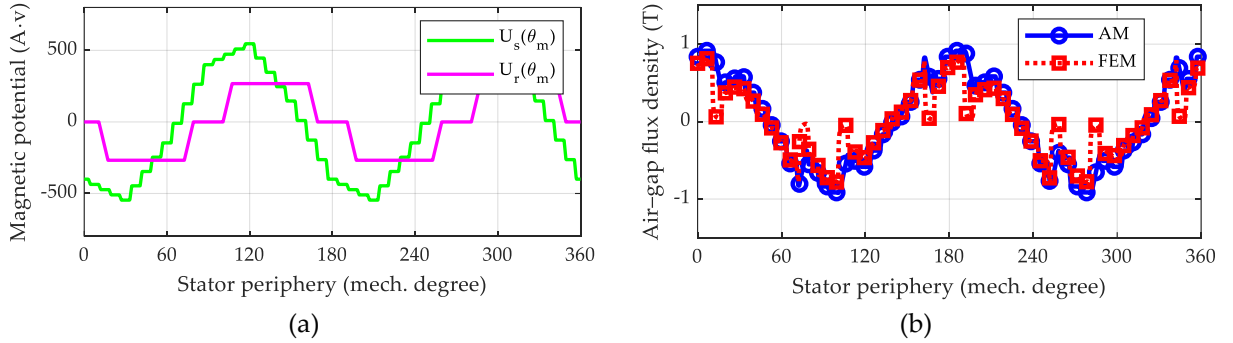 Magnetic potential (A·v)
500
0
-500
U_s(θ_m)
U_r(θ_m)
0 60 120 180 240 300 360
Stator periphery (mech. degree)
(a)
Air–gap flux density (T)
1
0
-1
AM
FEM
0 60 120 180 240 300 360
Stator periphery (mech. degree)
(b)